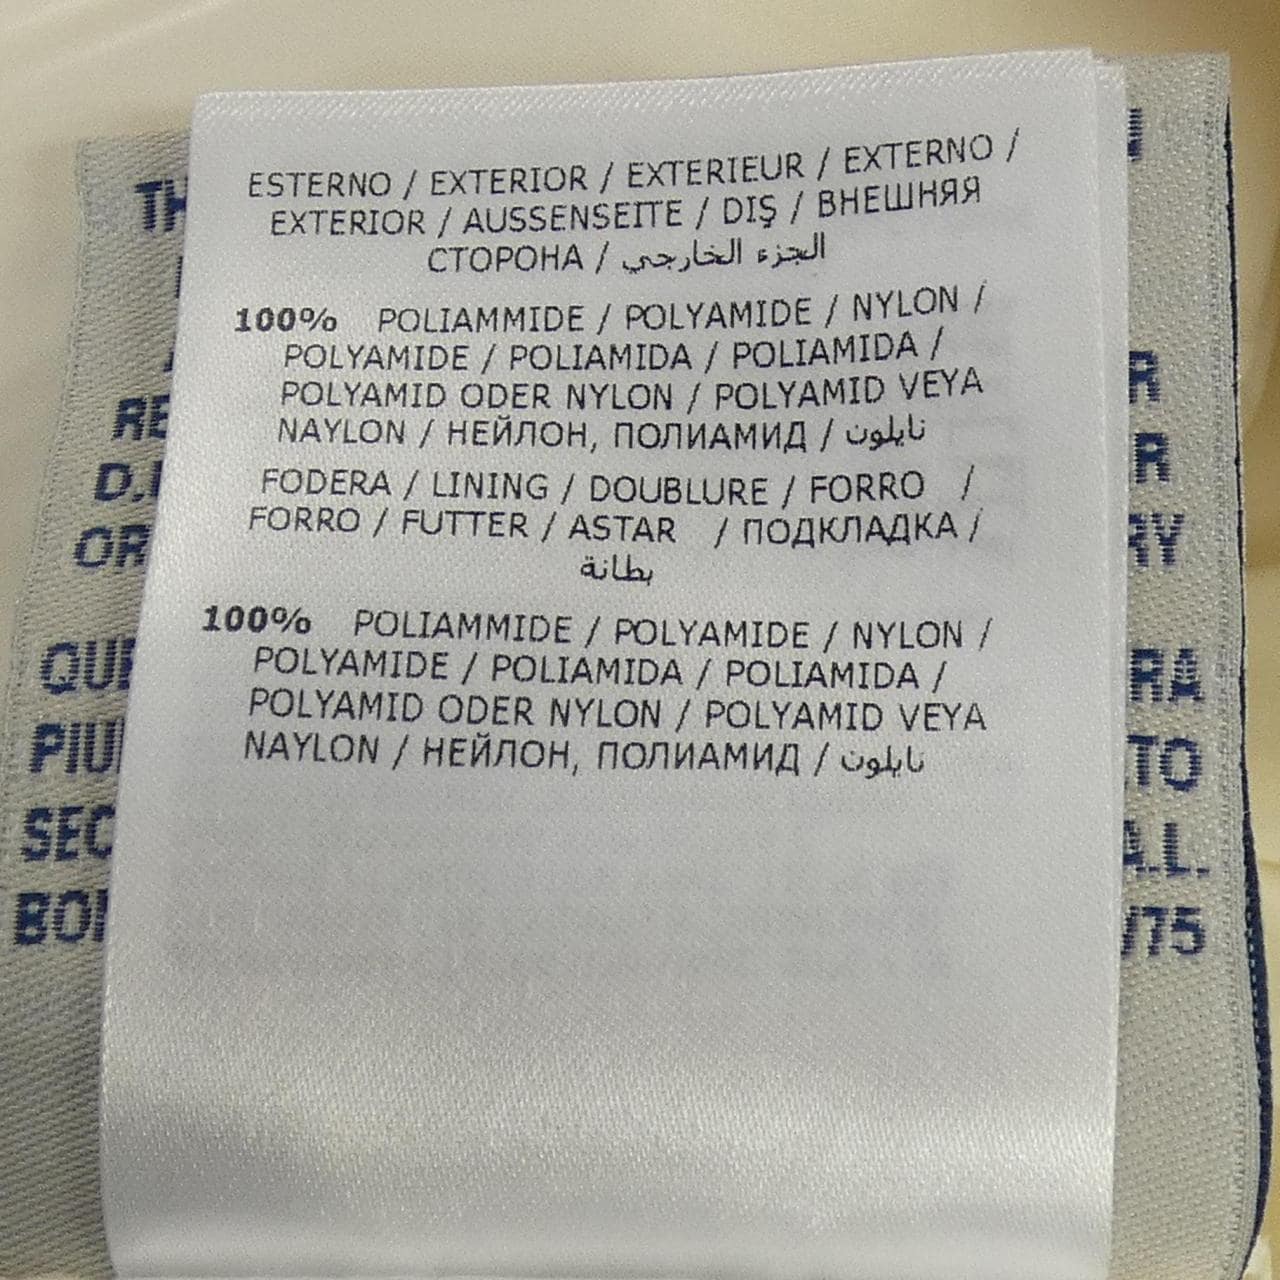 ESTERNO / EXTERIOR / EXTERIEUR / EXTERNO /
EXTERIOR / AUSSENSEITE / DIŞ / ВНЕШНЯЯ
СТОРОНА / الجزء الخارجي
100% POLIAMMIDE / POLYAMIDE / NYLON /
POLYAMIDE / POLIAMIDA / POLIAMIDA /
POLYAMID ODER NYLON / POLYAMID VEYA
NAYLON / НЕЙЛОН, ПОЛИАМИД / نايلون
FODERA / LINING / DOUBLURE / FORRO /
FORRO / FUTTER / ASTAR / ПОДКЛАДКА /
بطانة
100% POLIAMMIDE / POLYAMIDE / NYLON /
POLYAMIDE / POLIAMIDA / POLIAMIDA /
POLYAMID ODER NYLON / POLYAMID VEYA
NAYLON / НЕЙЛОН, ПОЛИАМИД / نايلون